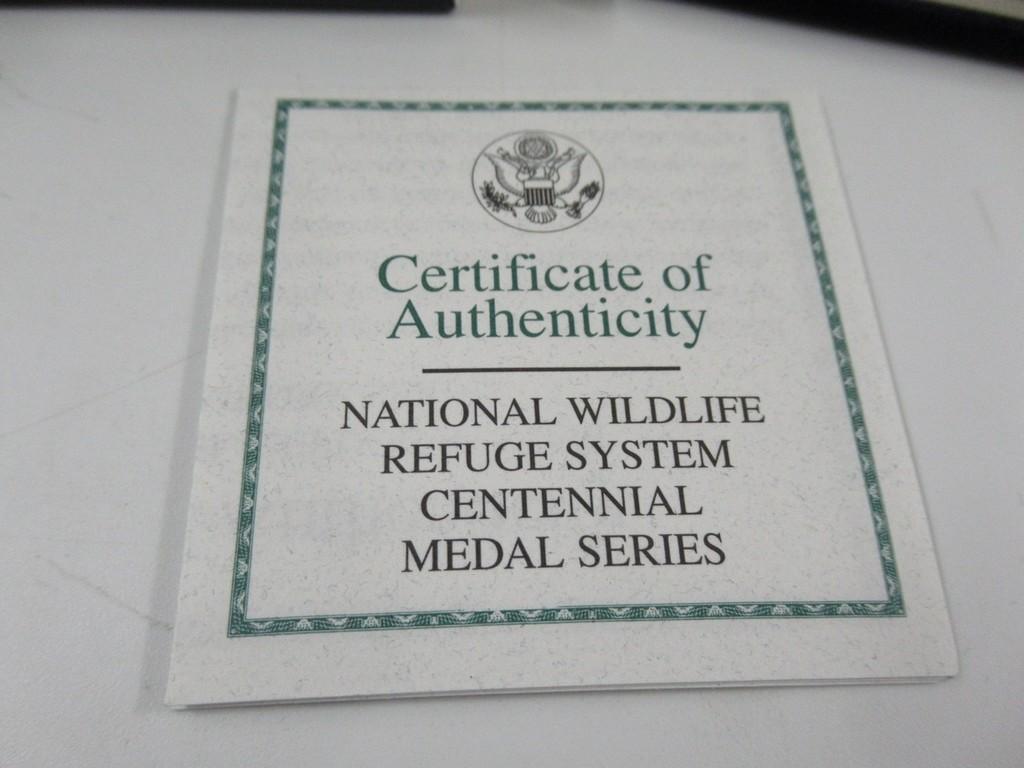 Certificate of
Authenticity
NATIONAL WILDLIFE
REFUGE SYSTEM
CENTENNIAL
MEDAL SERIES